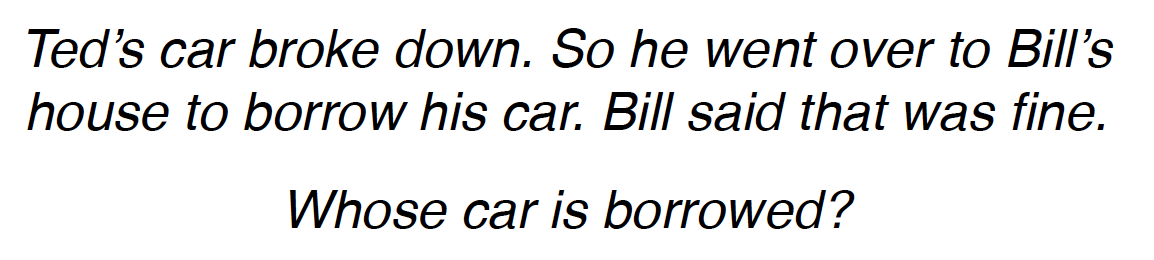 Ted’s car broke down. So he went over to Bill’s
house to borrow his car. Bill said that was fine.
Whose car is borrowed?